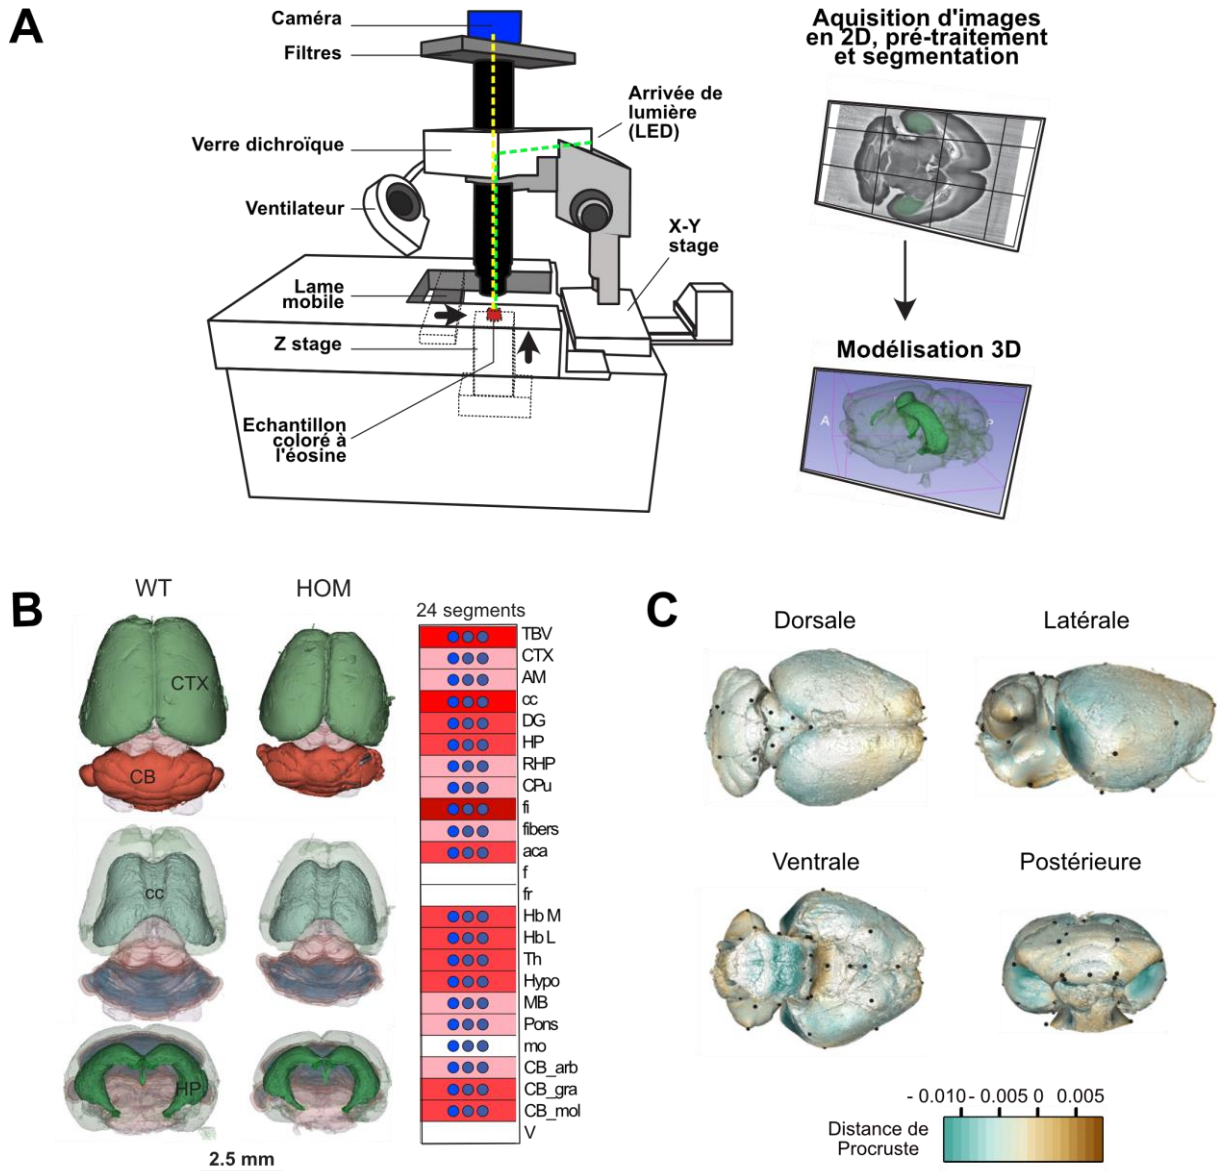 A
Caméra
Filtres
Verre dichroïque
Ventilateur
Lame
mobile
Z stage
Echantillon
coloré à
l'éosine
Arrivée de
lumière
(LED)
X-Y
stage
Aquisition d'images
en 2D, pré-traitement
et segmentation
Modélisation 3D
A
P
B
WT
HOM
CTX
CB
cc
HP
2.5 mm
24 segments
TBV
CTX
AM
cc
DG
HP
RHP
CPu
fi
fibers
aca
f
fr
Hb M
Hb L
Th
Hypo
MB
Pons
mo
CB_arb
CB_gra
CB_mol
V
C
Dorsale
Latérale
Ventrale
Postérieure
- 0.010 - 0.005 0 0.005
Distance de
Procruste